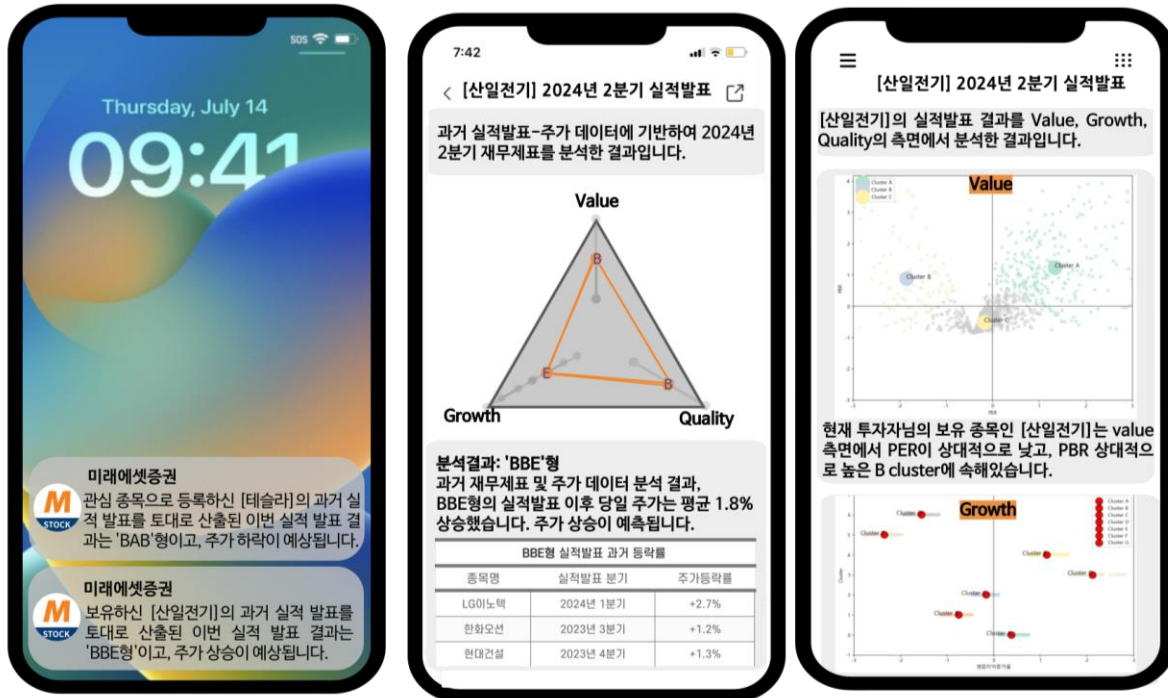 SOS
Thursday, July 14
09:41
미래에셋증권
관심 종목으로 등록하신 [테슬라]의 과거 실
적 발표를 토대로 산출된 이번 실적 발표 결
과는 'BAB'형이고, 주가 하락이 예상됩니다.
M
STOCK
미래에셋증권
보유하신 [산일전기]의 과거 실적 발표를
토대로 산출된 이번 실적 발표 결과는
'BBE형'이고, 주가 상승이 예상됩니다.
M
STOCK
7:42
[산일전기] 2024년 2분기 실적발표
과거 실적발표-주가 데이터에 기반하여 2024년
2분기 재무제표를 분석한 결과입니다.
Value
B
E
B
Growth
Quality
분석결과: 'BBE'형
과거 재무제표 및 주가 데이터 분석 결과,
BBE형의 실적발표 이후 당일 주가는 평균 1.8%
상승했습니다. 주가 상승이 예측됩니다.
BBE형 실적발표 과거 등락률
종목명 실적발표 분기 주가등락률
LG이노텍 2024년 1분기 +2.7%
한화오션 2023년 3분기 +1.2%
현대건설 2023년 4분기 +1.3%
[산일전기] 2024년 2분기 실적발표
[산일전기]의 실적발표 결과를 Value, Growth,
Quality의 측면에서 분석한 결과입니다.
Value
Cluster A
Cluster B
Cluster C
Cluster A
Cluster B
Cluster C
PBR
PER
현재 투자자님의 보유 종목인 [산일전기]는 value
측면에서 PER이 상대적으로 낮고, PBR 상대적으
로 높은 B cluster에 속해있습니다.
Growth
Cluster A
Cluster B
Cluster C
Cluster D
Cluster E
Cluster F
Cluster G
Cluster